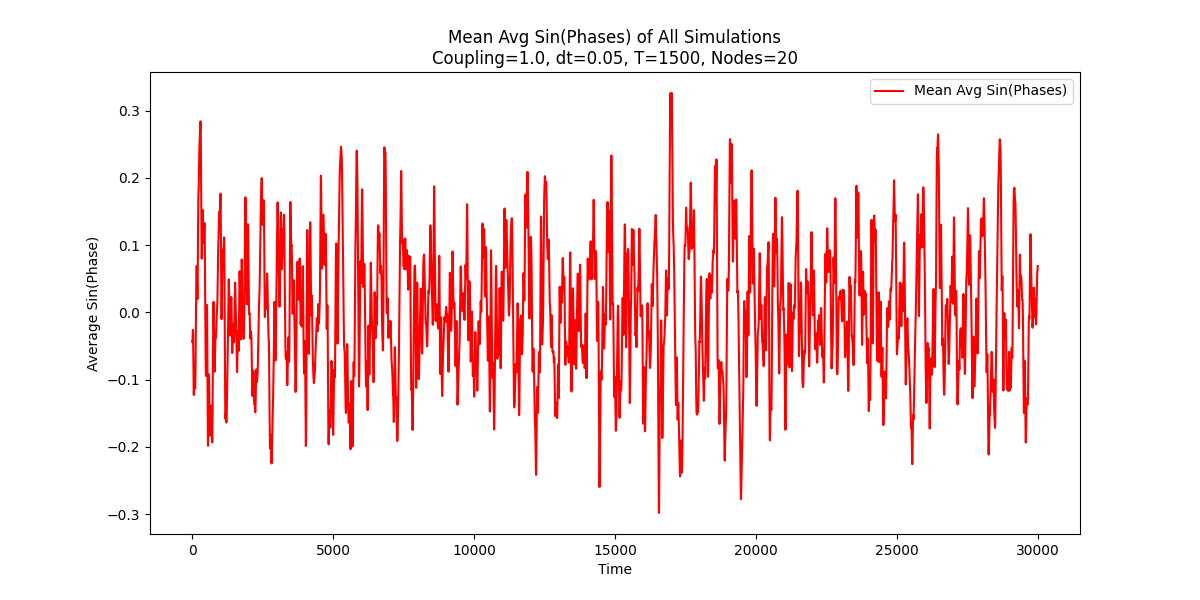 Mean Avg Sin(Phases) of All Simulations
Coupling=1.0, dt=0.05, T=1500, Nodes=20
Mean Avg Sin(Phases)
Average Sin(Phase)
0.3
0.2
0.1
0.0
−0.1
−0.2
−0.3
0 5000 10000 15000 20000 25000 30000
Time